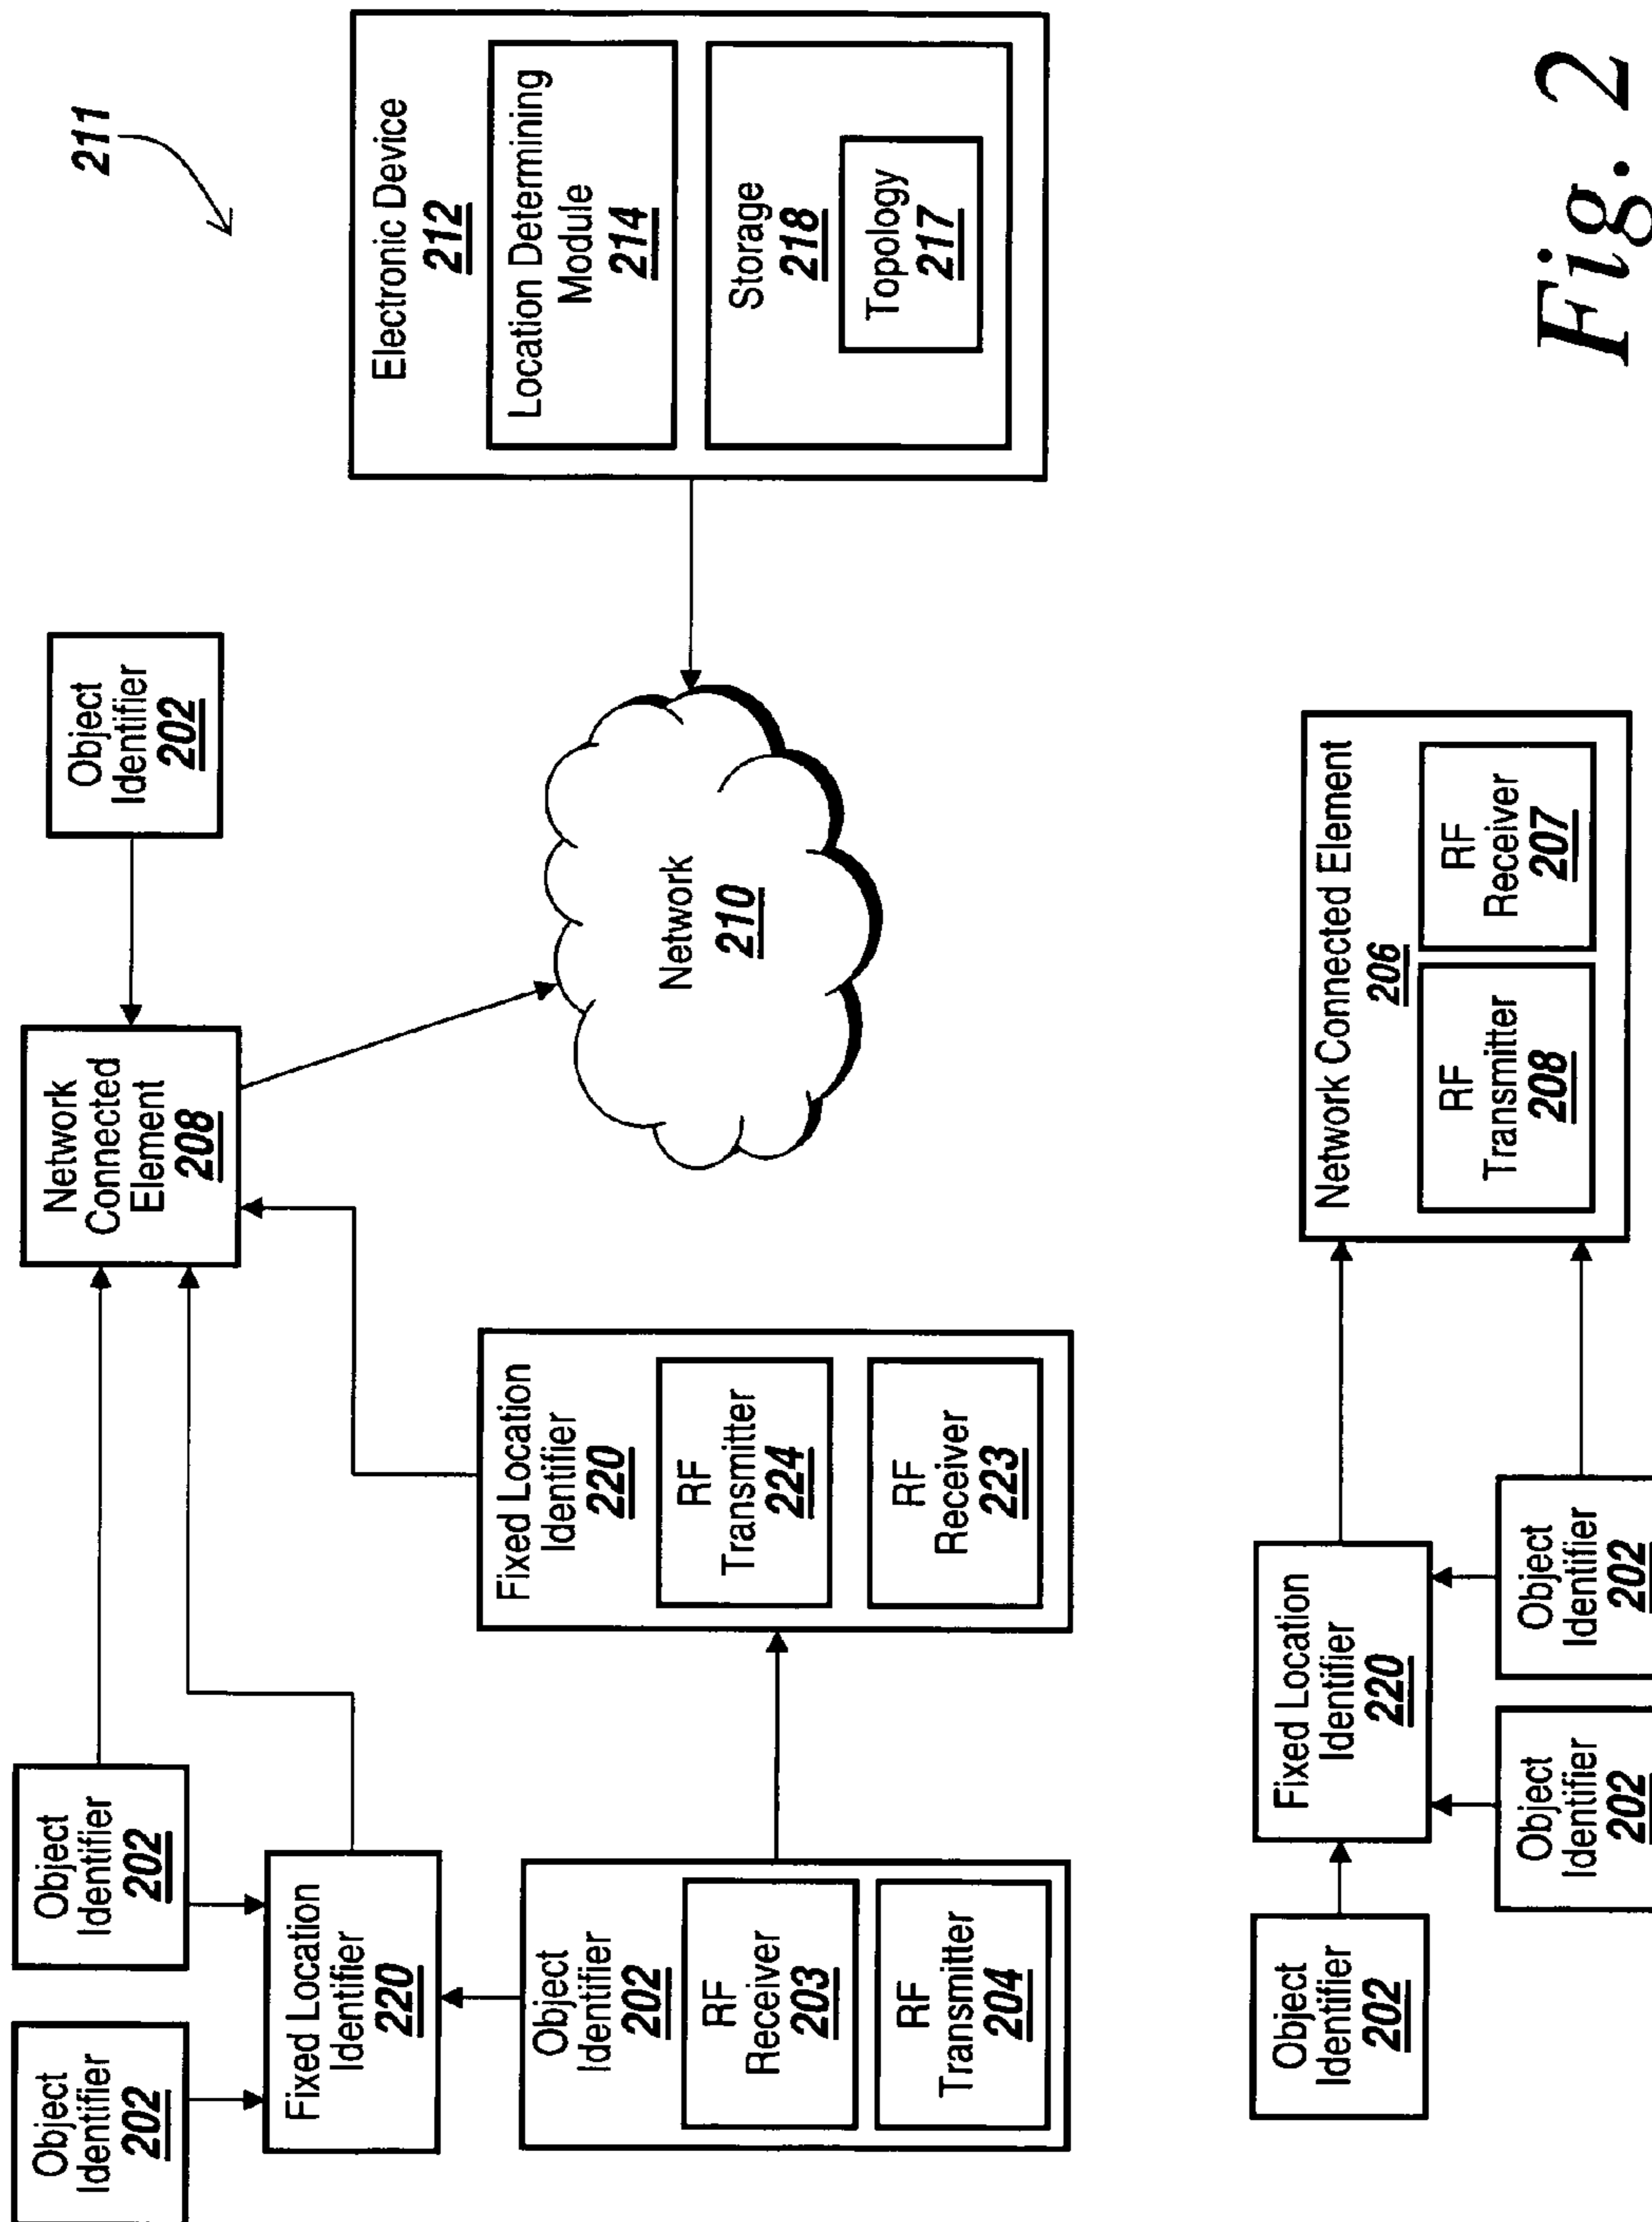 211
Object
Identifier
202
Object
Identifier
202
Network
Connected
Element
208
Object
Identifier
202
Electronic Device
212
Location Determining
Module
214
Storage
218
Topology
217
Fixed Location
Identifier
220
Object
Identifier
202
RF
Receiver
203
RF
Transmitter
204
Fixed Location
Identifier
220
RF
Transmitter
224
RF
Receiver
223
Network
210
Object
Identifier
202
Fixed Location
Identifier
220
Object
Identifier
202
Object
Identifier
202
Network Connected Element
206
RF
Transmitter
208
RF
Receiver
207
Fig. 2